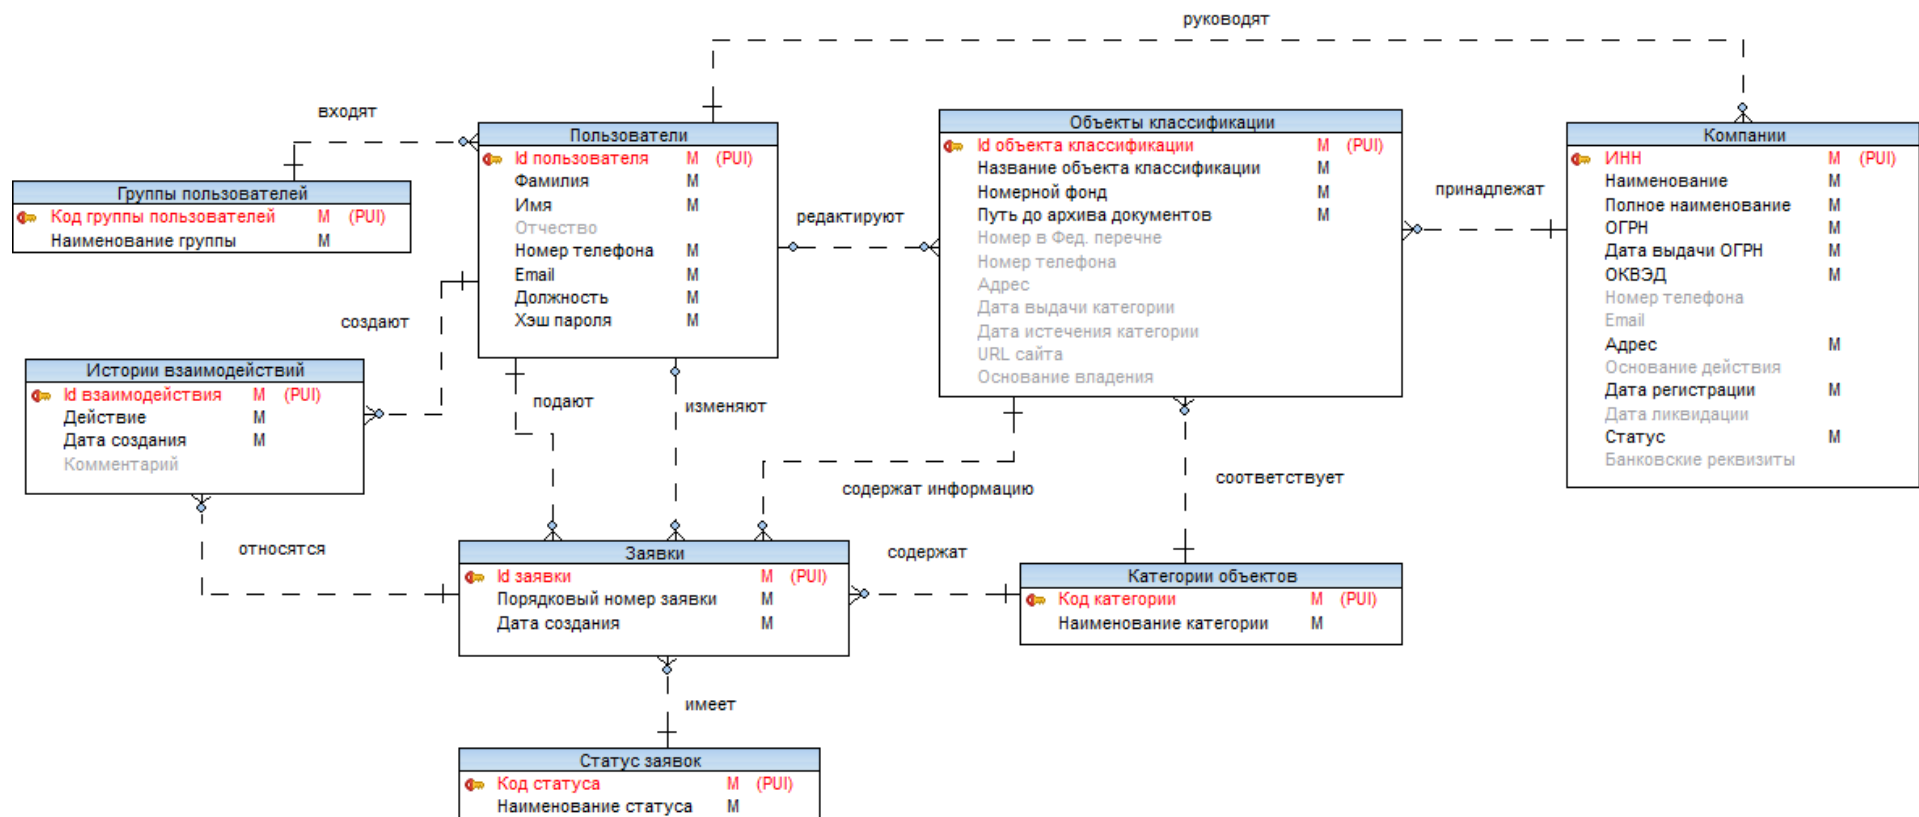 руководят
входят
Пользователи
Id пользователя M (PUI)
Фамилия M
Имя M
Отчество
Номер телефона M
Email M
Должность M
Хэш пароля M
Объекты классификации
Id объекта классификации M (PUI)
Название объекта классификации M
Номерной фонд M
Путь до архива документов M
Номер в Фед. перечне
Номер телефона
Адрес
Дата выдачи категории
Дата истечения категории
URL сайта
Основание владения
Компании
ИНН M (PUI)
Наименование M
Полное наименование M
ОГРН M
Дата выдачи ОГРН M
ОКВЭД M
Номер телефона
Email
Адрес M
Основание действия
Дата регистрации M
Дата ликвидации
Статус M
Банковские реквизиты
Группы пользователей
Код группы пользователей M (PUI)
Наименование группы M
редактируют
принадлежат
создают
Истории взаимодействий
Id взаимодействия M (PUI)
Действие M
Дата создания M
Комментарий
подают
изменяют
содержат информацию
соответствует
относятся
Заявки
Id заявки M (PUI)
Порядковый номер заявки M
Дата создания M
содержат
Категории объектов
Код категории M (PUI)
Наименование категории M
имеет
Статус заявок
Код статуса M (PUI)
Наименование статуса M